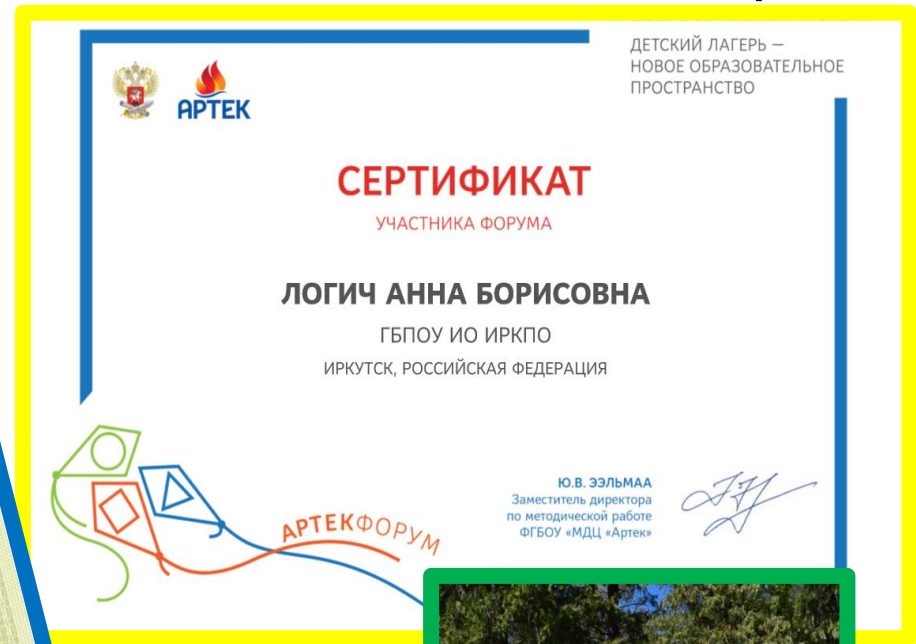 ДЕТСКИЙ ЛАГЕРЬ —
НОВОЕ ОБРАЗОВАТЕЛЬНОЕ
ПРОСТРАНСТВО
АРТЕК
СЕРТИФИКАТ
УЧАСТНИКА ФОРУМА
ЛОГИЧ АННА БОРИСОВНА
ГБПОУ ИО ИРКПО
ИРКУТСК, РОССИЙСКАЯ ФЕДЕРАЦИЯ
Ю.В. ЭЭЛЬМАА
Заместитель директора
по методической работе
ФГБОУ «МДЦ «Артек»
АРТЕКФОРУМ